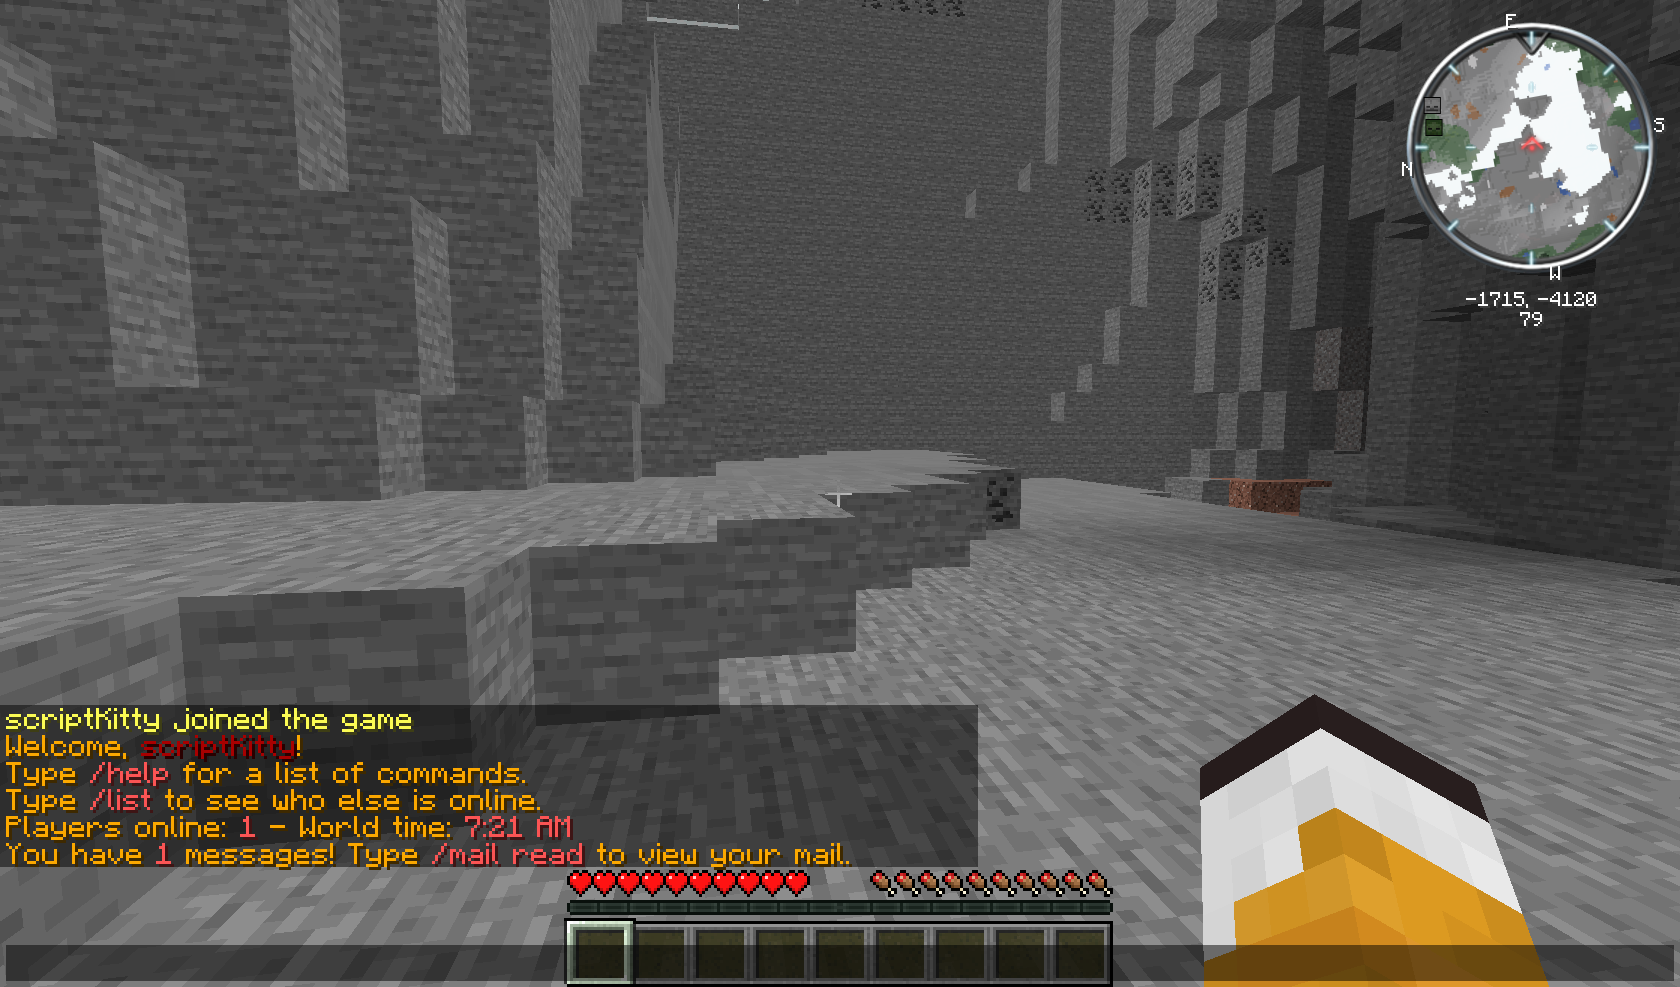 E
S
N
W
-1715, -4120
79
scriptKitty joined the game
Welcome, scriptKitty!
Type /help for a list of commands.
Type /list to see who else is online.
Players online: 1 - World time: 7:21 AM
You have 1 messages! Type /mail read to view your mail.